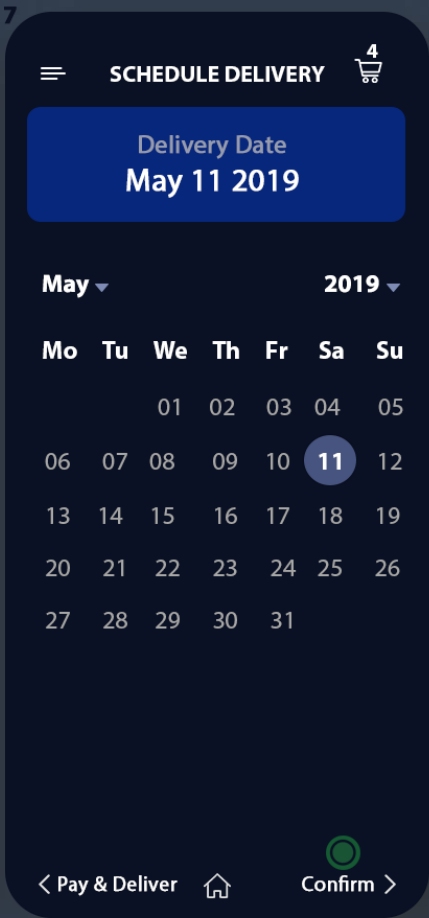 7
4
SCHEDULE DELIVERY
Delivery Date
May 11 2019
May 2019
Mo Tu We Th Fr Sa Su
01 02 03 04 05
06 07 08 09 10 11 12
13 14 15 16 17 18 19
20 21 22 23 24 25 26
27 28 29 30 31
Pay & Deliver Confirm